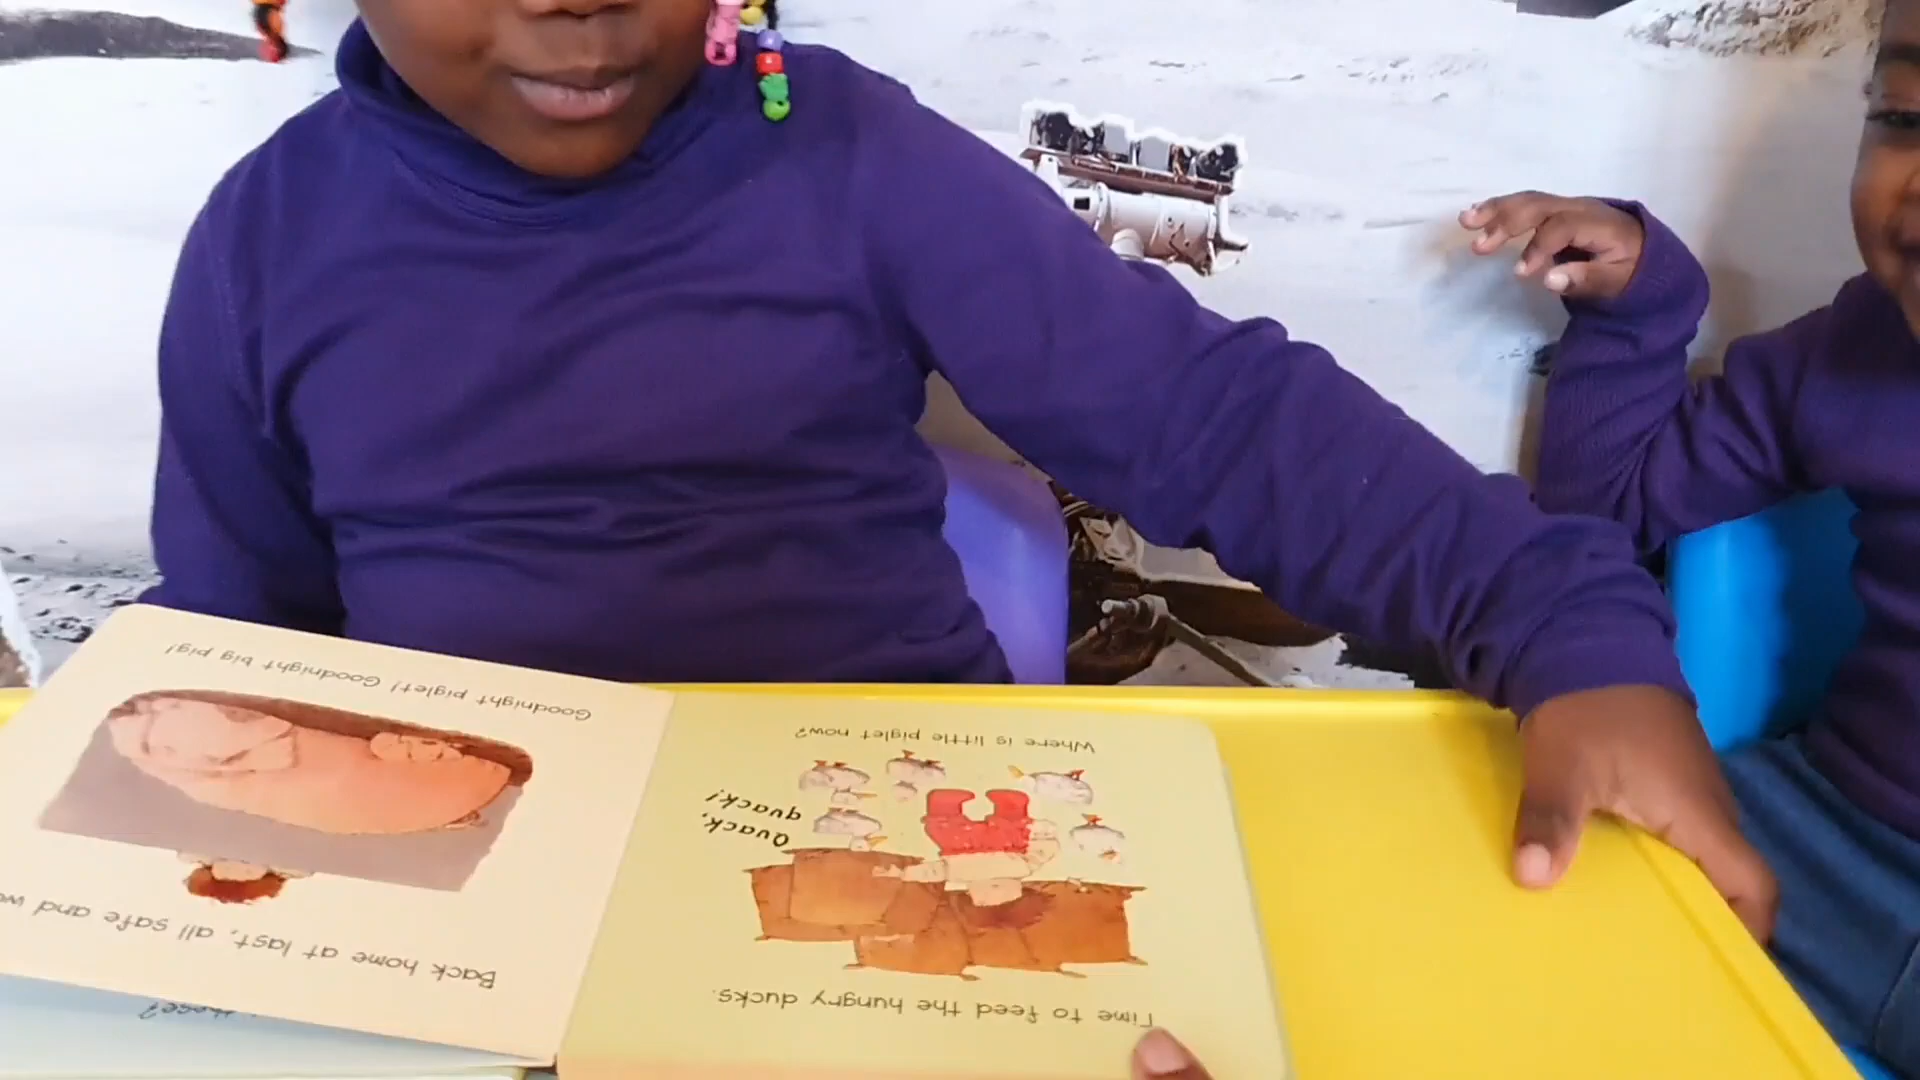 Time to feed the hungry ducks.
Quack,
quack!
Where is little piglet now?
Back home at last, all safe and
Goodnight piglet! Goodnight big pig!
these?